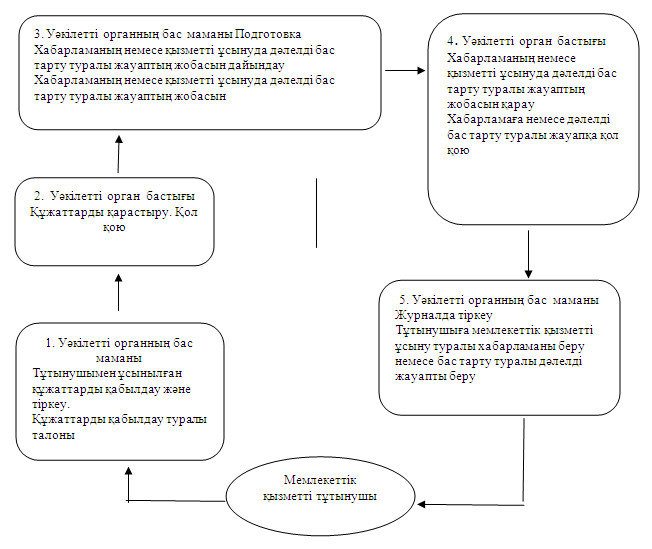 3. Уәкілетті органның бас маманы Подготовка
Хабарламаның немесе қызметті ұсынуда дәлелді бас
тарту туралы жауаптың жобасын дайындау
Хабарламаның немесе қызметті ұсынуда дәлелді бас
тарту туралы жауаптың жобасын
4. Уәкілетті орган бастығы
Хабарламаның немесе
қызметті ұсынуда дәлелді бас
тарту туралы жауаптың
жобасын қарау
Хабарламаға немесе дәлелді
бас тарту туралы жауапқа қол
қою
2. Уәкілетті орган бастығы
Құжаттарды қарастыру. Қол
қою
1. Уәкілетті органның бас
маманы
Тұтынушымен ұсынылған
құжаттарды қабылдау және
тіркеу.
Құжаттарды қабылдау туралы
талоны
5. Уәкілетті органның бас маманы
Журналда тіркеу
Тұтынушыға мемлекеттік қызметті
ұсыну туралы хабарламаны беру
немесе бас тарту туралы дәлелді
жауапты беру
Мемлекеттік
қызметті тұтынушы